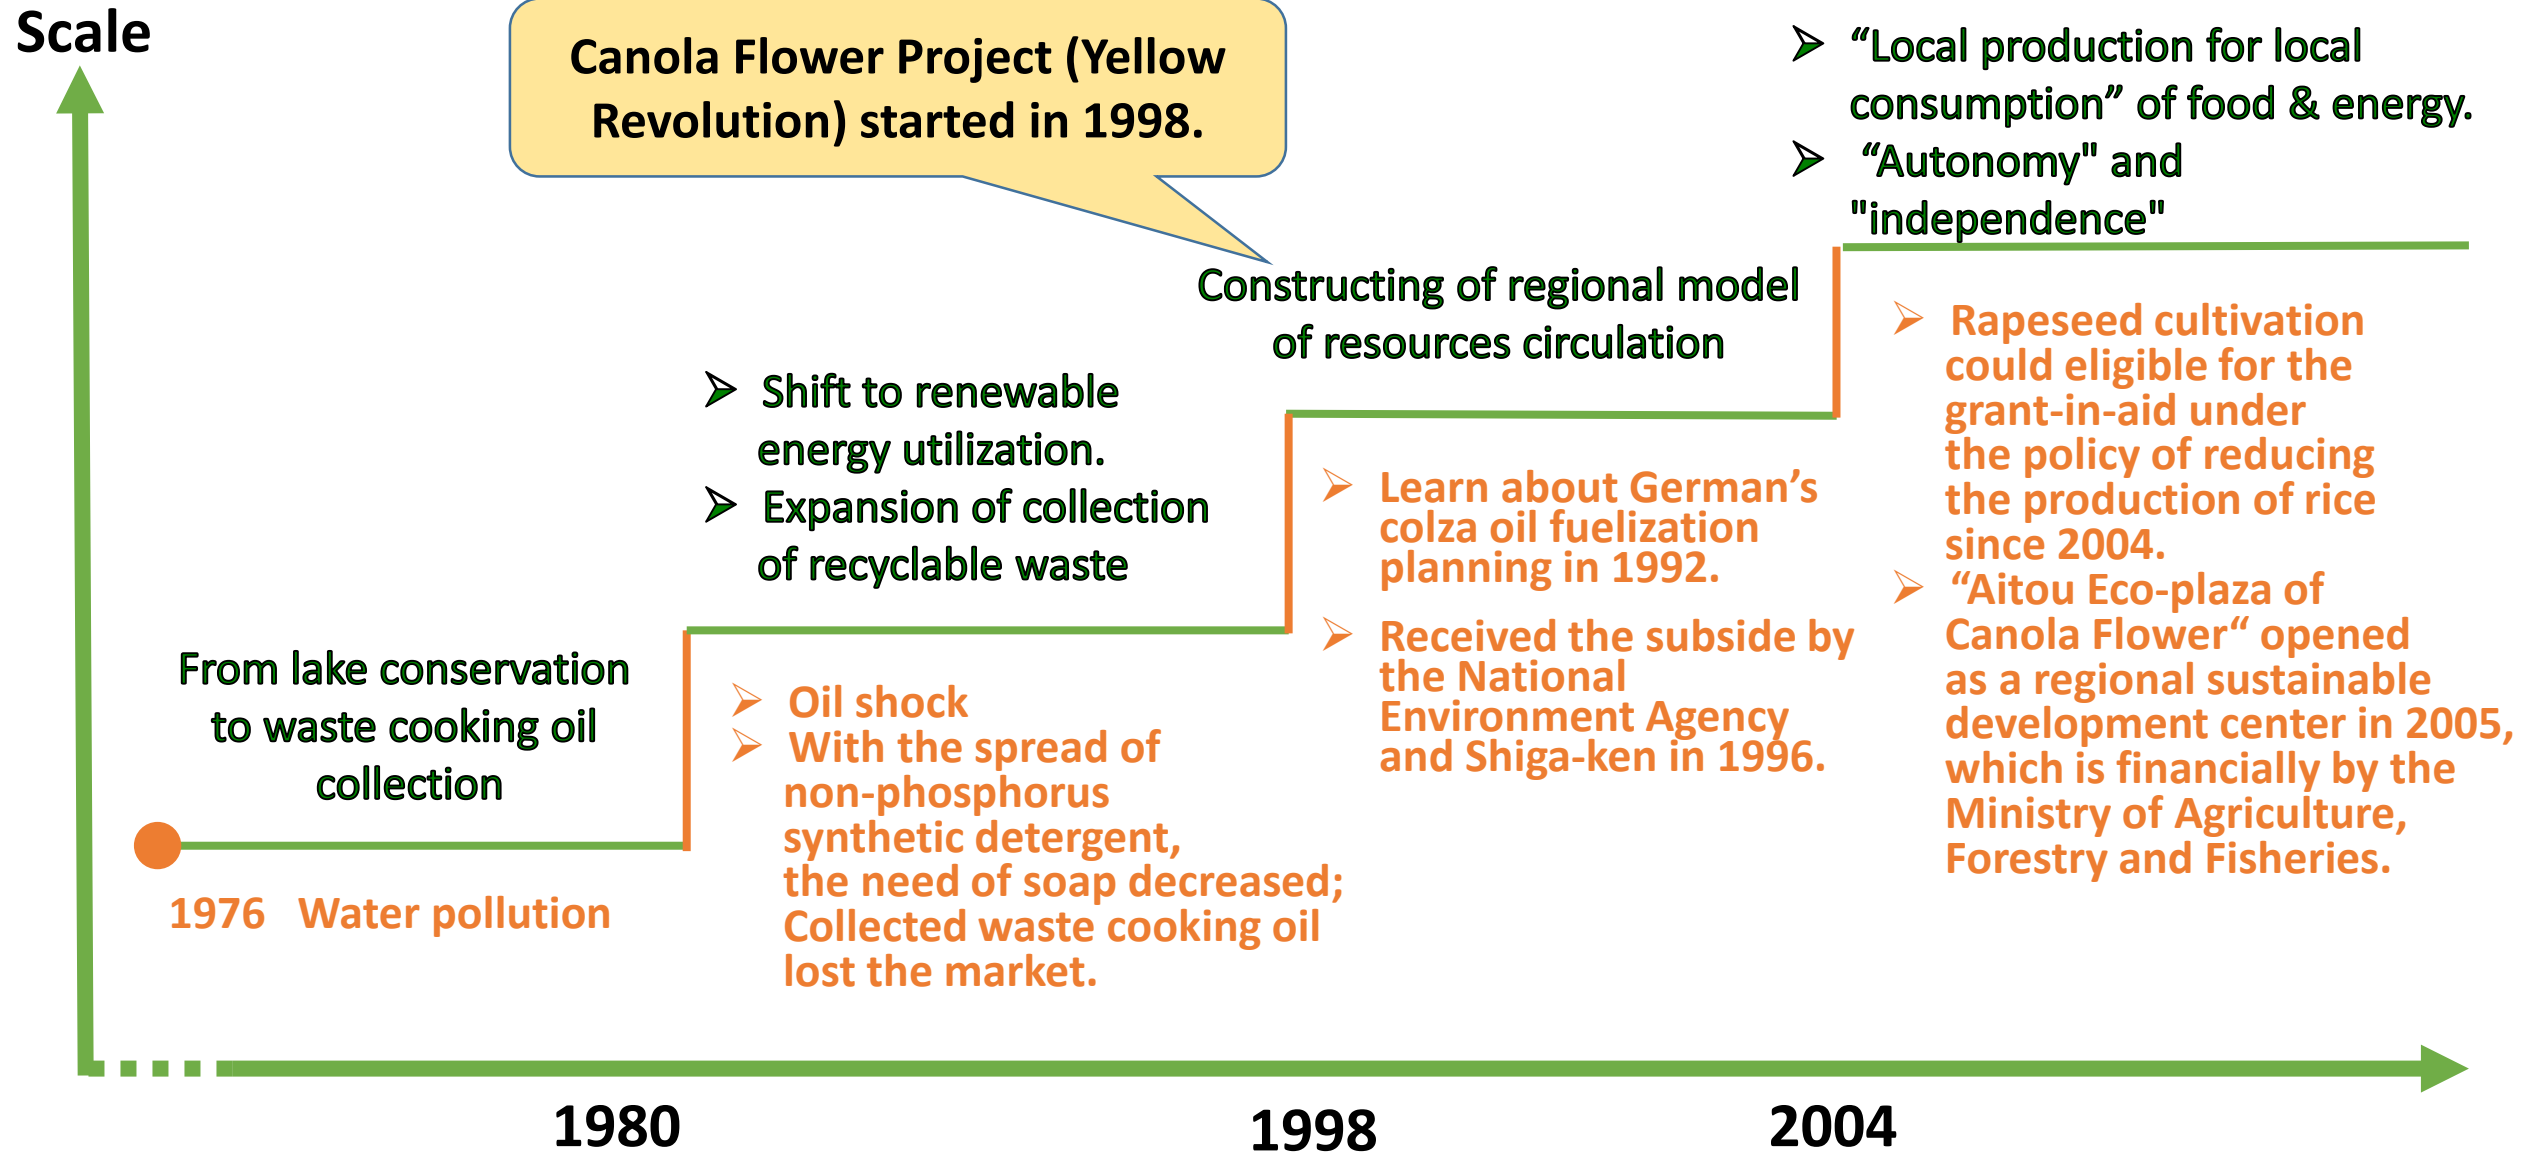 Scale
Canola Flower Project (Yellow
Revolution) started in 1998.
“Local production for local
consumption” of food & energy.
“Autonomy" and
"independence"
Constructing of regional model
of resources circulation
Shift to renewable
energy utilization.
Expansion of collection
of recyclable waste
From lake conservation
to waste cooking oil
collection
1976 Water pollution
Oil shock
With the spread of
non-phosphorus
synthetic detergent,
the need of soap decreased;
Collected waste cooking oil
lost the market.
Learn about German’s
colza oil fuelization
planning in 1992.
Received the subside by
the National
Environment Agency
and Shiga-ken in 1996.
Rapeseed cultivation
could eligible for the
grant-in-aid under
the policy of reducing
the production of rice
since 2004.
“Aitou Eco-plaza of
Canola Flower“ opened
as a regional sustainable
development center in 2005,
which is financially by the
Ministry of Agriculture,
Forestry and Fisheries.
1980
1998
2004